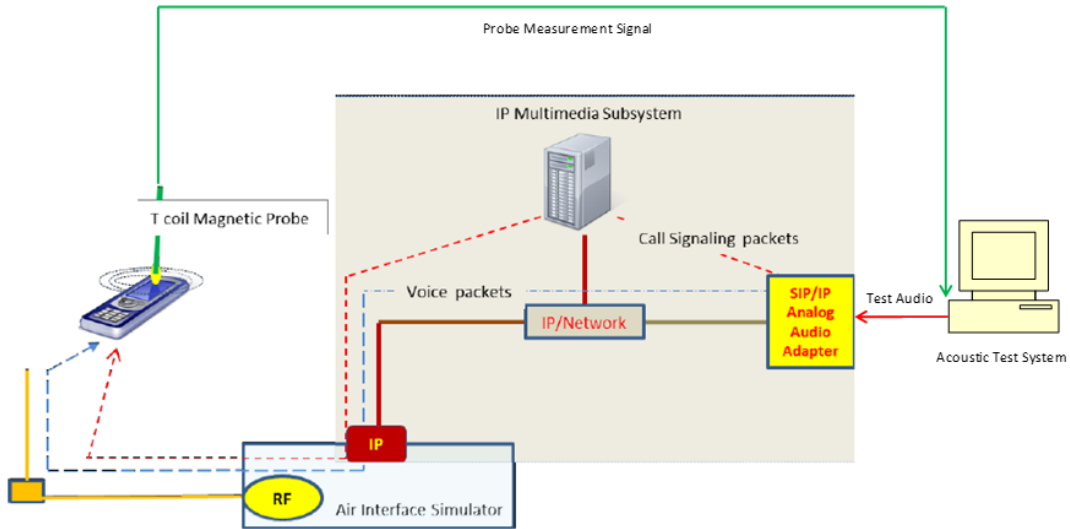 Probe Measurement Signal
IP Multimedia Subsystem
T coil Magnetic Probe
Call Signaling packets
Voice packets
SIP/IP
Analog
Audio
Adapter
Test Audio
IP/Network
Acoustic Test System
IP
RF
Air Interface Simulator